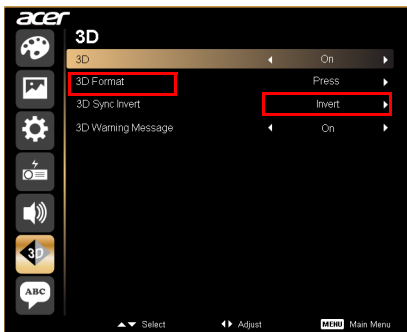 acer
3D
3D On
3D Format Press
3D Sync Invert Invert
3D Warning Message On
3D
ABC
Select Adjust MENU Main Menu